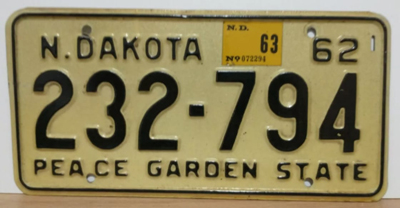 N.D.
63
Nº 072294
N. DAKOTA 62
232-794
PEACE GARDEN STATE